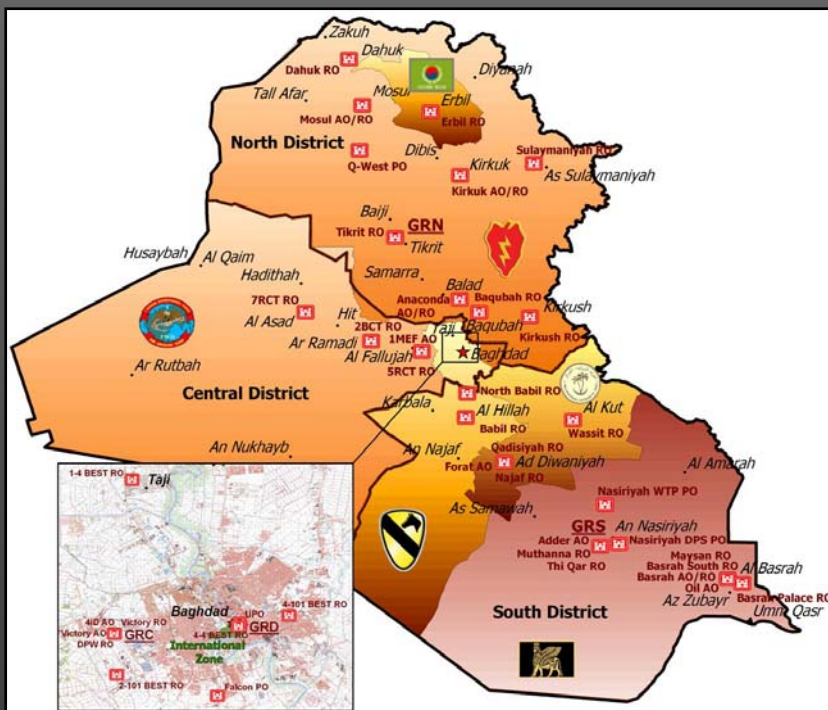 Zakuh
Dahuk
Dahuk RO
Diyanah
Tall Afar
Mosul
Mosul AO/RO
Erbil
Erbil RO
North District
Dibis
Sulaymaniyah RO
Q-West PO
Kirkuk
As Sulaymaniyah
Kirkuk AO/RO
Baiji
GRN
Tikrit RO
Tikrit
Husaybah
Al Qaim
Samarra
Hadithah
Balad
7RCT RO
Anaconda
AO/RO
Baqubah RO
Al Asad
Hit
Kirkush
2BCT RO
Taji
Baqubah
Kirkush RO
Ar Ramadi
1MEF AO
Al Fallujah
Baghdad
5RCT RO
Ar Rutbah
Central District
North Babil RO
Karbala
Al Hillah
Al Kut
Babil RO
Wassit RO
An Nukhayb
An Najaf
Qadisiyah RO
Forat AO
Ad Diwaniyah
Najaf RO
Al Amarah
Nasiriyah WTP PO
As Samawah
GRS
An Nasiriyah
Adder AO
Nasiriyah DPS PO
Muthanna RO
Maysan RO
Thi Qar RO
Basrah South RO
Al Basrah
Basrah AO/RO
Oil AO
Basrah Palace RO
Az Zubayr
Umm Qasr
South District
1-4 BEST RO
Taji
Baghdad
UPO
4-101 BEST RO
4ID AO
Victory RO
Victory AO
GRC
4-4 BEST RO
GRD
DPW RO
International
Zone
2-101 BEST RO
Falcon PO